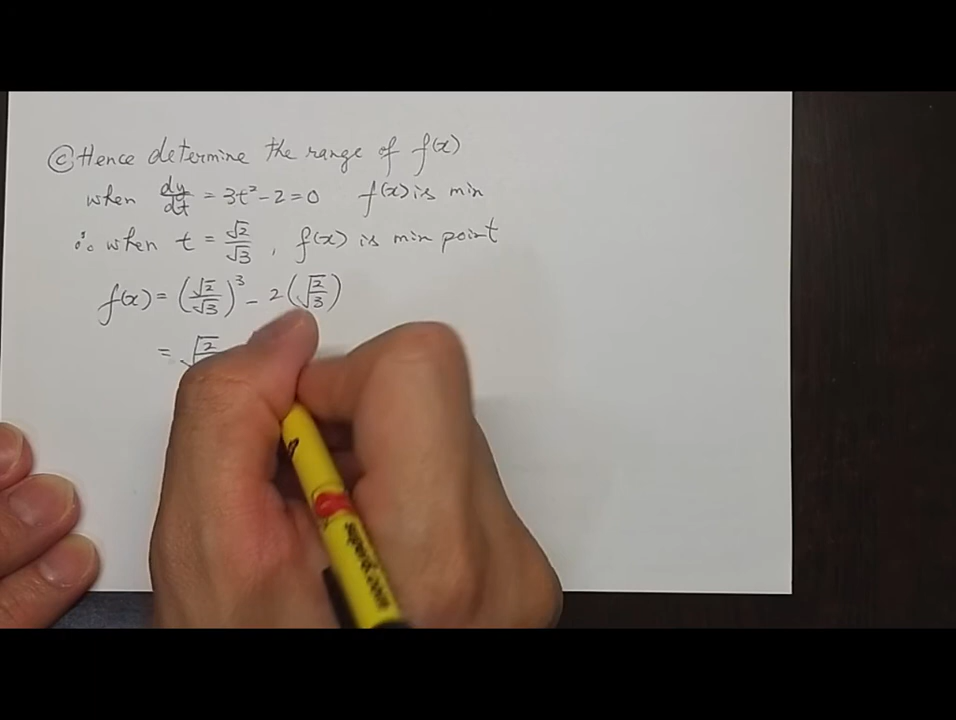 ⓒ Hence determine the range of f(x)
when dy/dt = 3t² - 2 = 0 f(x) is min
∴ when t = √2/√3 , f(x) is min point
f(x) = (√2/√3)³ - 2(√2/√3)
= √2